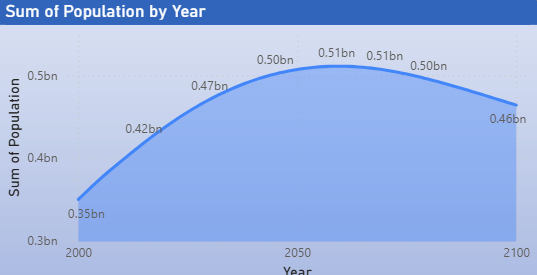 Sum of Population by Year
Sum of Population
0.5bn
0.4bn
0.3bn
0.35bn
0.42bn
0.47bn
0.50bn
0.51bn
0.51bn
0.50bn
0.46bn
2000
2050
2100
Year